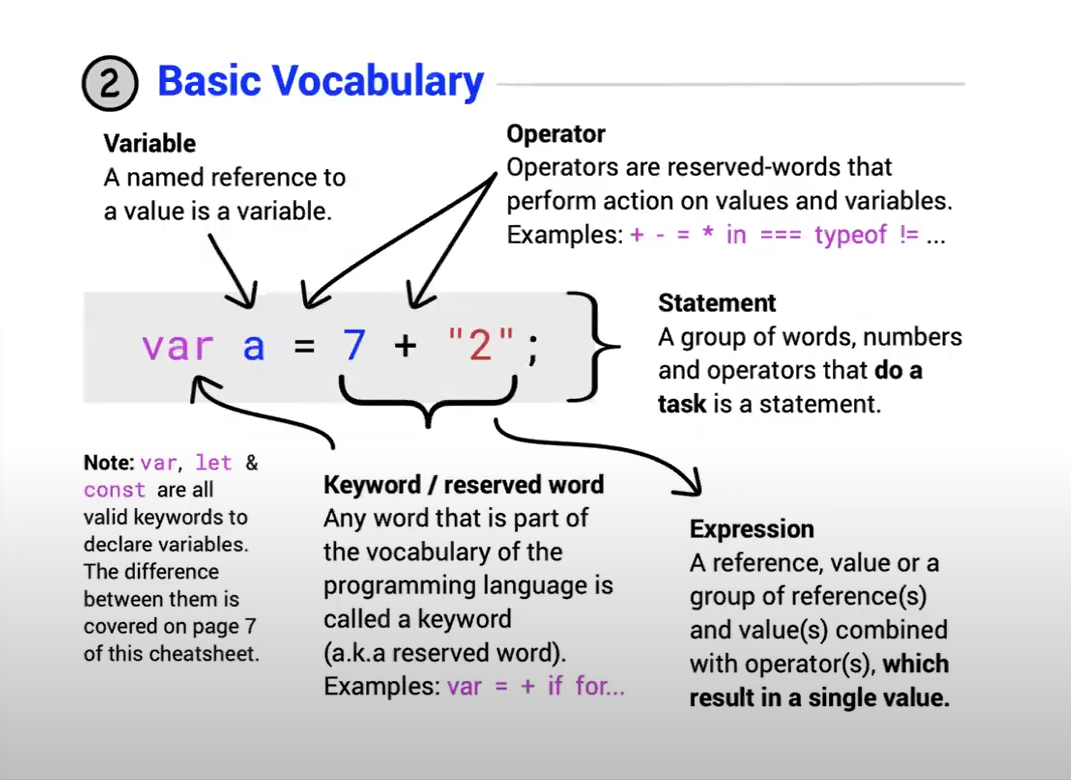 2 Basic Vocabulary
Variable
A named reference to
a value is a variable.
Operator
Operators are reserved-words that
perform action on values and variables.
Examples: + - = * in === typeof != ...
var a = 7 + "2";
Statement
A group of words, numbers
and operators that do a
task is a statement.
Note: var, let &
const are all
valid keywords to
declare variables.
The difference
between them is
covered on page 7
of this cheatsheet.
Keyword / reserved word
Any word that is part of
the vocabulary of the
programming language is
called a keyword
(a.k.a reserved word).
Examples: var = + if for...
Expression
A reference, value or a
group of reference(s)
and value(s) combined
with operator(s), which
result in a single value.